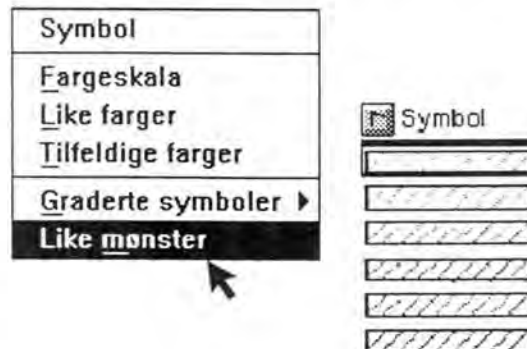 Symbol
Fargeskala
Like farger
Tilfeldige farger
Graderte symboler
Like mønster
Symbol